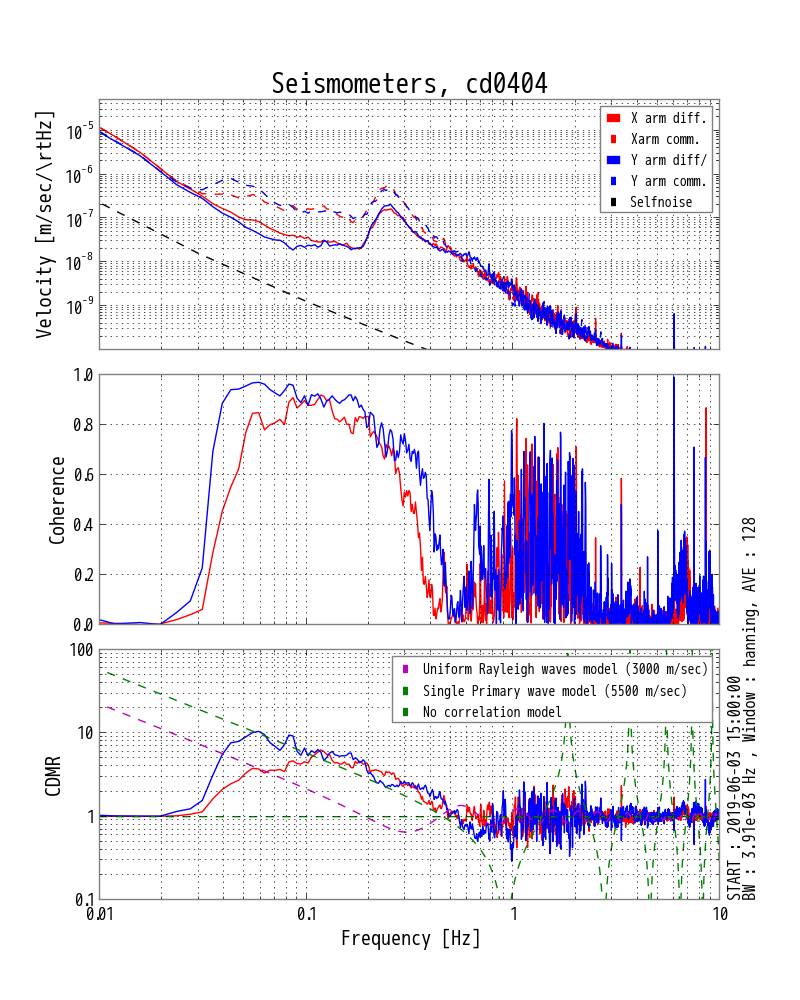 Seismometers, cd0404
Velocity [m/sec/\rtHz]
10^-5
10^-6
10^-7
10^-8
10^-9
X arm diff.
Xarm comm.
Y arm diff/
Y arm comm.
Selfnoise
Coherence
1.0
0.8
0.6
0.4
0.2
0.0
CDMR
100
10
1
0.1
Uniform Rayleigh waves model (3000 m/sec)
Single Primary wave model (5500 m/sec)
No correlation model
0.01
0.1
1
10
Frequency [Hz]
START : 2019-06-03 15:00:00
BW : 3.91e-03 Hz , Window : hanning, AVE : 128